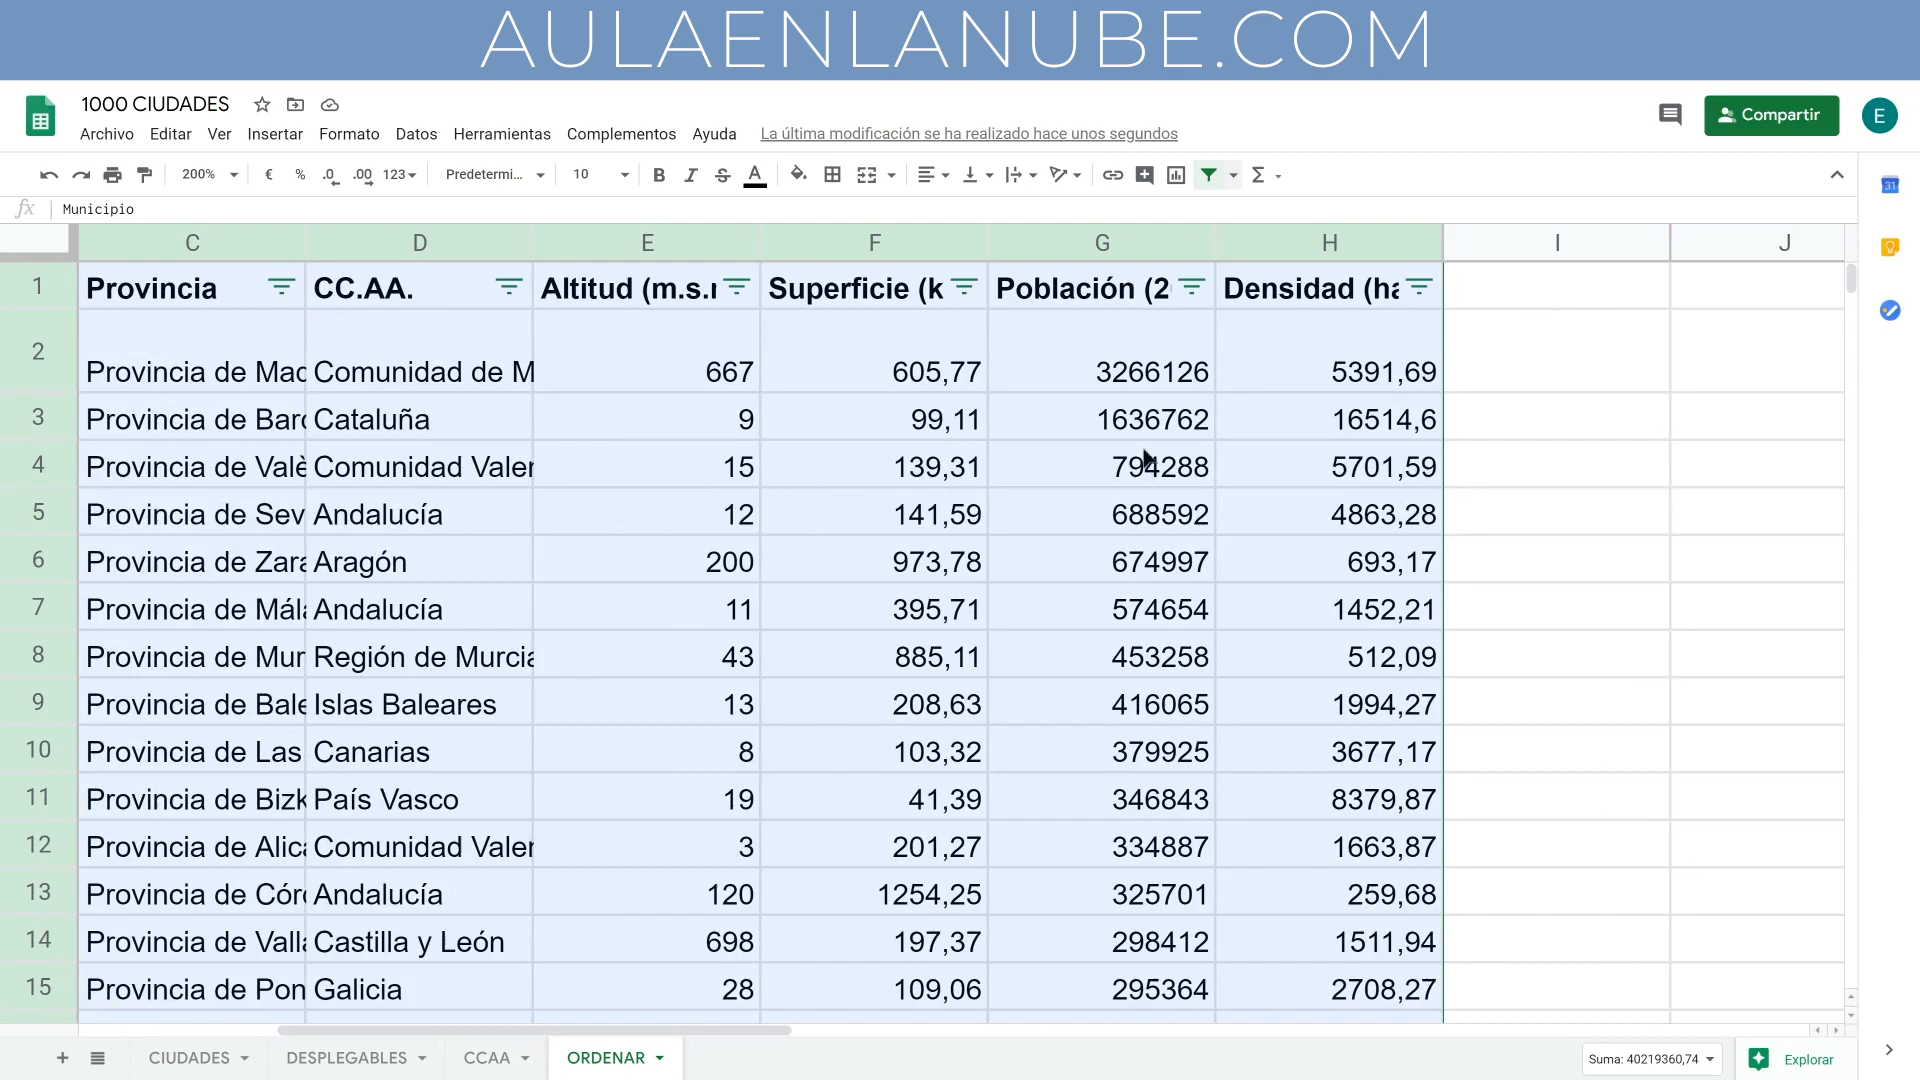 AULAENLANUBE.COM
1000 CIUDADES
Archivo Editar Ver Insertar Formato Datos Herramientas Complementos Ayuda La última modificación se ha realizado hace unos segundos
Compartir
E
200% € % .0 .00 123 Predetermi... 10 B I S A
31
fx Municipio
C D E F G H I J
1 Provincia CC.AA. Altitud (m.s.n Superficie (k Población (2 Densidad (ha
2 Provincia de Mad Comunidad de M 667 605,77 3266126 5391,69
3 Provincia de Barc Cataluña 9 99,11 1636762 16514,6
4 Provincia de Valè Comunidad Valen 15 139,31 794288 5701,59
5 Provincia de Sev Andalucía 12 141,59 688592 4863,28
6 Provincia de Zara Aragón 200 973,78 674997 693,17
7 Provincia de Mála Andalucía 11 395,71 574654 1452,21
8 Provincia de Mur Región de Murcia 43 885,11 453258 512,09
9 Provincia de Bale Islas Baleares 13 208,63 416065 1994,27
10 Provincia de Las Canarias 8 103,32 379925 3677,17
11 Provincia de Bizk País Vasco 19 41,39 346843 8379,87
12 Provincia de Alica Comunidad Valen 3 201,27 334887 1663,87
13 Provincia de Córd Andalucía 120 1254,25 325701 259,68
14 Provincia de Valla Castilla y León 698 197,37 298412 1511,94
15 Provincia de Pon Galicia 28 109,06 295364 2708,27
+ CIUDADES DESPLEGABLES CCAA ORDENAR Suma: 40219360,74 Explorar